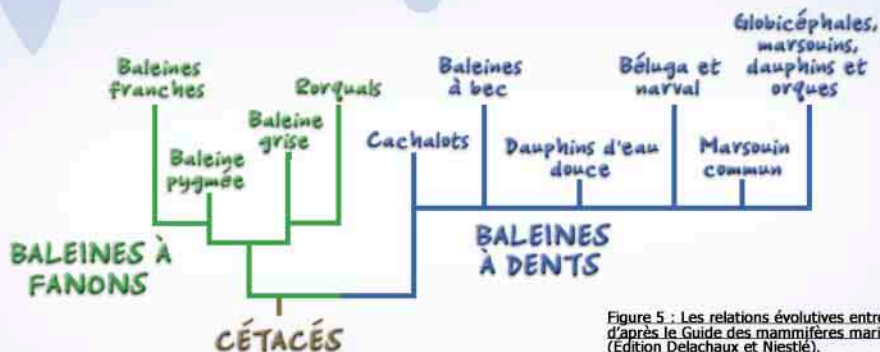 Globicéphales,
marsouins,
dauphins et
orques
Baleines
franches
Rorquals
Baleines
à bec
Béluga et
narval
Baleine
pygmée
Baleine
grise
Cachalots
Dauphins d'eau
douce
Marsouin
commun
BALEINES À
FANONS
BALEINES
À DENTS
CÉTACÉS
Figure 5 : Les relations évolutives entre
d'après le Guide des mammifères mari
(Édition Delachaux et Niestlé).